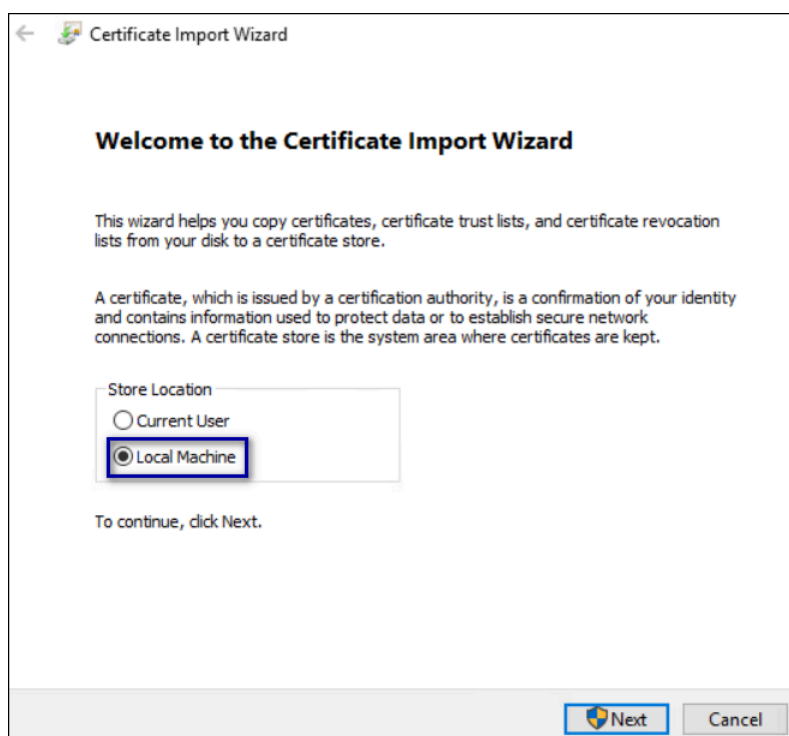 Certificate Import Wizard
Welcome to the Certificate Import Wizard
This wizard helps you copy certificates, certificate trust lists, and certificate revocation
lists from your disk to a certificate store.
A certificate, which is issued by a certification authority, is a confirmation of your identity
and contains information used to protect data or to establish secure network
connections. A certificate store is the system area where certificates are kept.
Store Location
Current User
Local Machine
To continue, click Next.
Next
Cancel